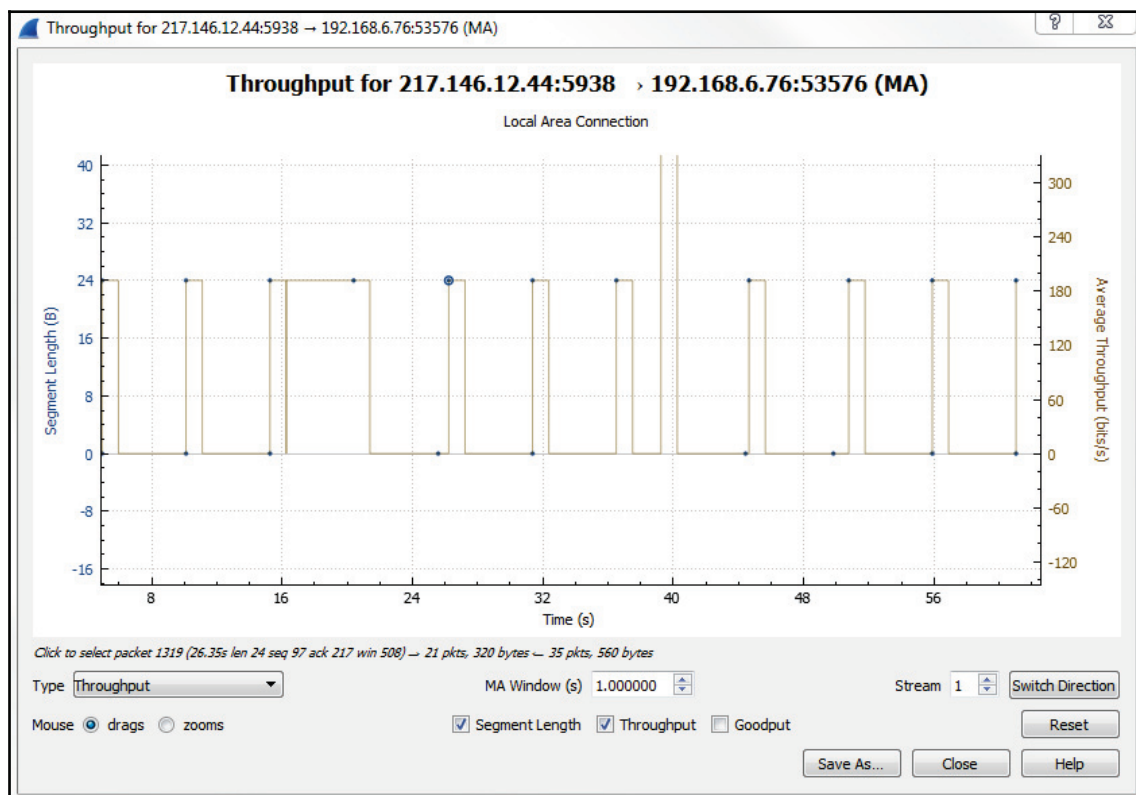 Throughput for 217.146.12.44:5938 → 192.168.6.76:53576 (MA)
Throughput for 217.146.12.44:5938 › 192.168.6.76:53576 (MA)
Local Area Connection
40
32
24
16
8
0
-8
-16
Segment Length (B)
300
240
180
120
60
0
-60
-120
Average Throughput (bits/s)
8 16 24 32 40 48 56
Time (s)
Click to select packet 1319 (26.35s len 24 seq 97 ack 217 win 508) → 21 pkts, 320 bytes ← 35 pkts, 560 bytes
Type Throughput MA Window (s) 1.000000 Stream 1 Switch Direction
Mouse drags zooms Segment Length Throughput Goodput Reset
Save As... Close Help